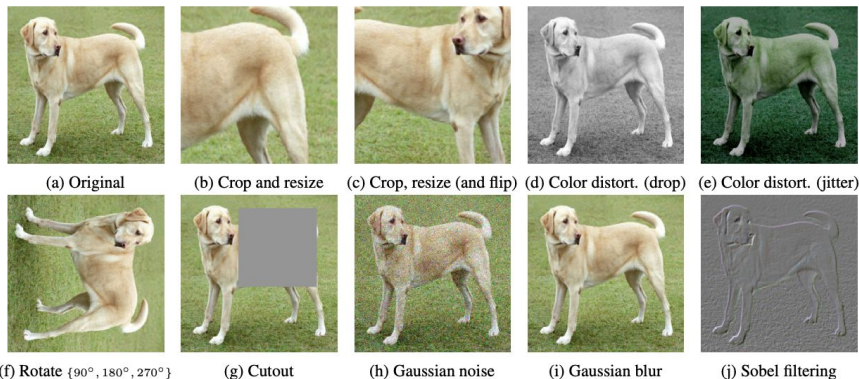 (a) Original
(b) Crop and resize
(c) Crop, resize (and flip)
(d) Color distort. (drop)
(e) Color distort. (jitter)
(f) Rotate {90°, 180°, 270°}
(g) Cutout
(h) Gaussian noise
(i) Gaussian blur
(j) Sobel filtering